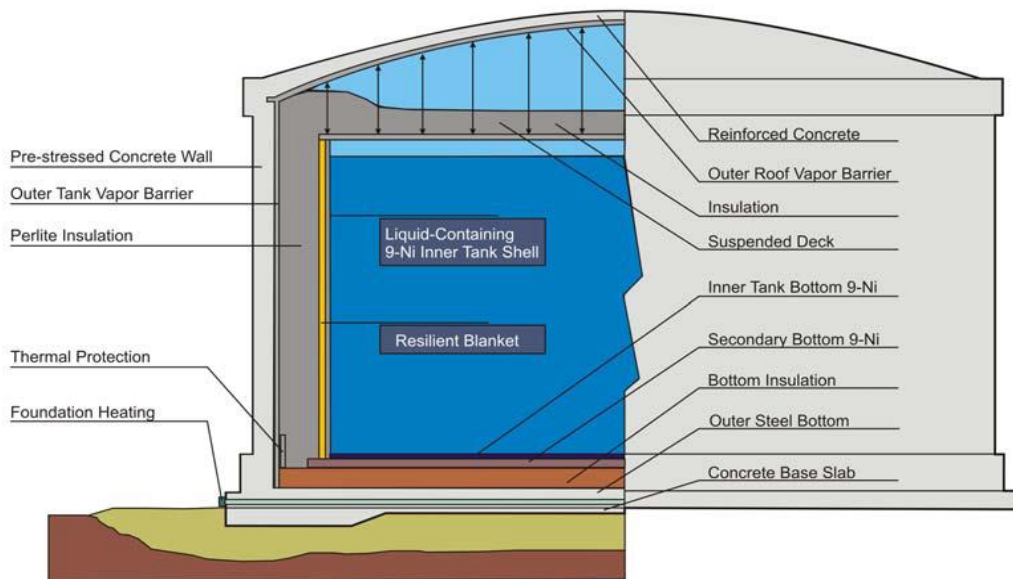 Pre-stressed Concrete Wall
Outer Tank Vapor Barrier
Perlite Insulation
Thermal Protection
Foundation Heating
Liquid-Containing
9-Ni Inner Tank Shell
Resilient Blanket
Reinforced Concrete
Outer Roof Vapor Barrier
Insulation
Suspended Deck
Inner Tank Bottom 9-Ni
Secondary Bottom 9-Ni
Bottom Insulation
Outer Steel Bottom
Concrete Base Slab